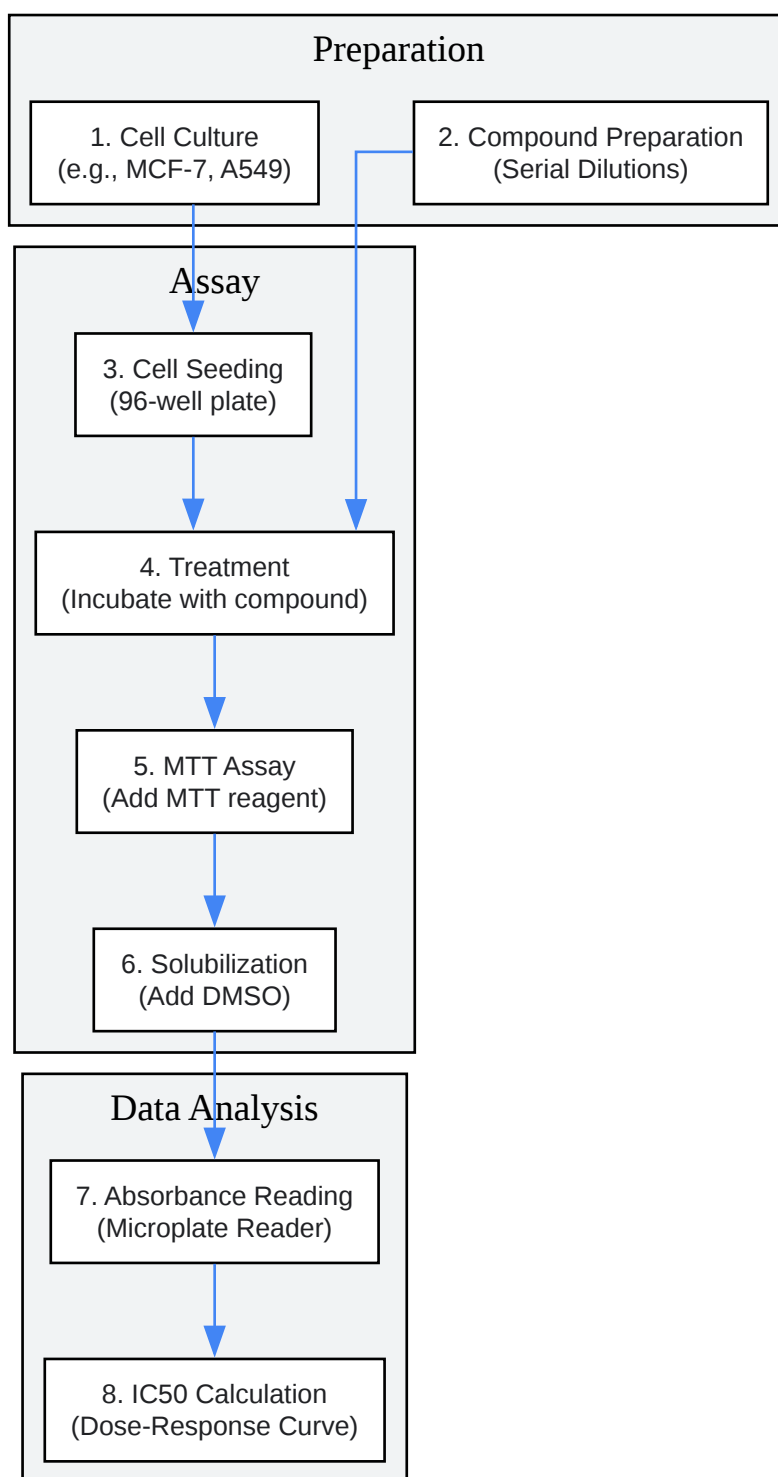 Preparation
1. Cell Culture
(e.g., MCF-7, A549)
2. Compound Preparation
(Serial Dilutions)
Assay
3. Cell Seeding
(96-well plate)
4. Treatment
(Incubate with compound)
5. MTT Assay
(Add MTT reagent)
6. Solubilization
(Add DMSO)
Data Analysis
7. Absorbance Reading
(Microplate Reader)
8. IC50 Calculation
(Dose-Response Curve)